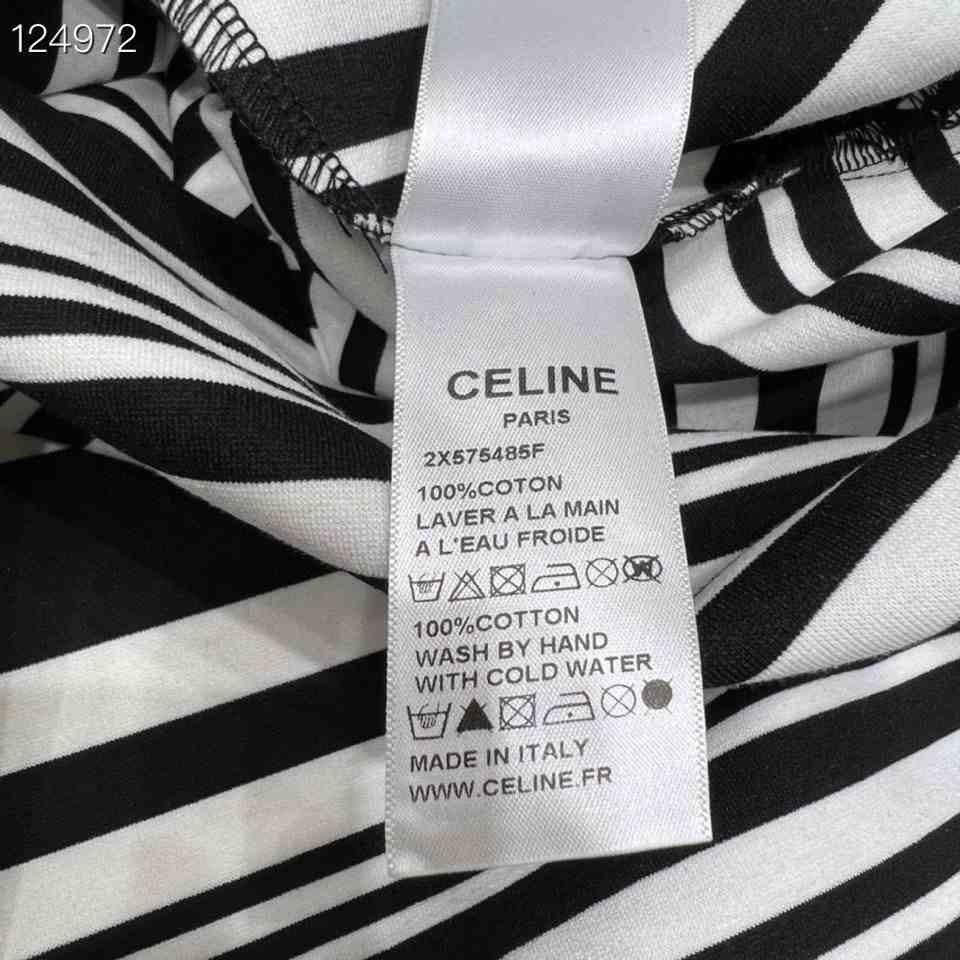 124972
CELINE
PARIS
2X575485F
100%COTON
LAVER A LA MAIN
A L'EAU FROIDE
W
100%COTTON
WASH BY HAND
WITH COLD WATER
MADE IN ITALY
WWW.CELINE.FR